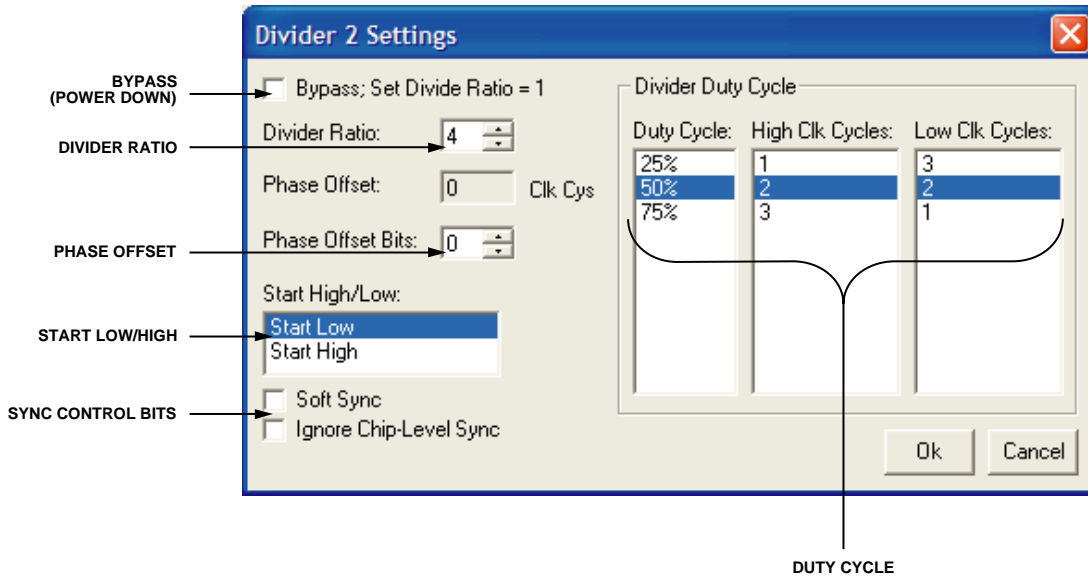 Divider 2 Settings
BYPASS
(POWER DOWN)
Bypass; Set Divide Ratio = 1
DIVIDER RATIO
Divider Ratio:
4
Phase Offset:
0
Clk Cys
PHASE OFFSET
Phase Offset Bits:
0
Start High/Low:
START LOW/HIGH
Start Low
Start High
SYNC CONTROL BITS
Soft Sync
Ignore Chip-Level Sync
Divider Duty Cycle
Duty Cycle: High Clk Cycles: Low Clk Cycles:
25% 1 3
50% 2 2
75% 3 1
Ok
Cancel
DUTY CYCLE